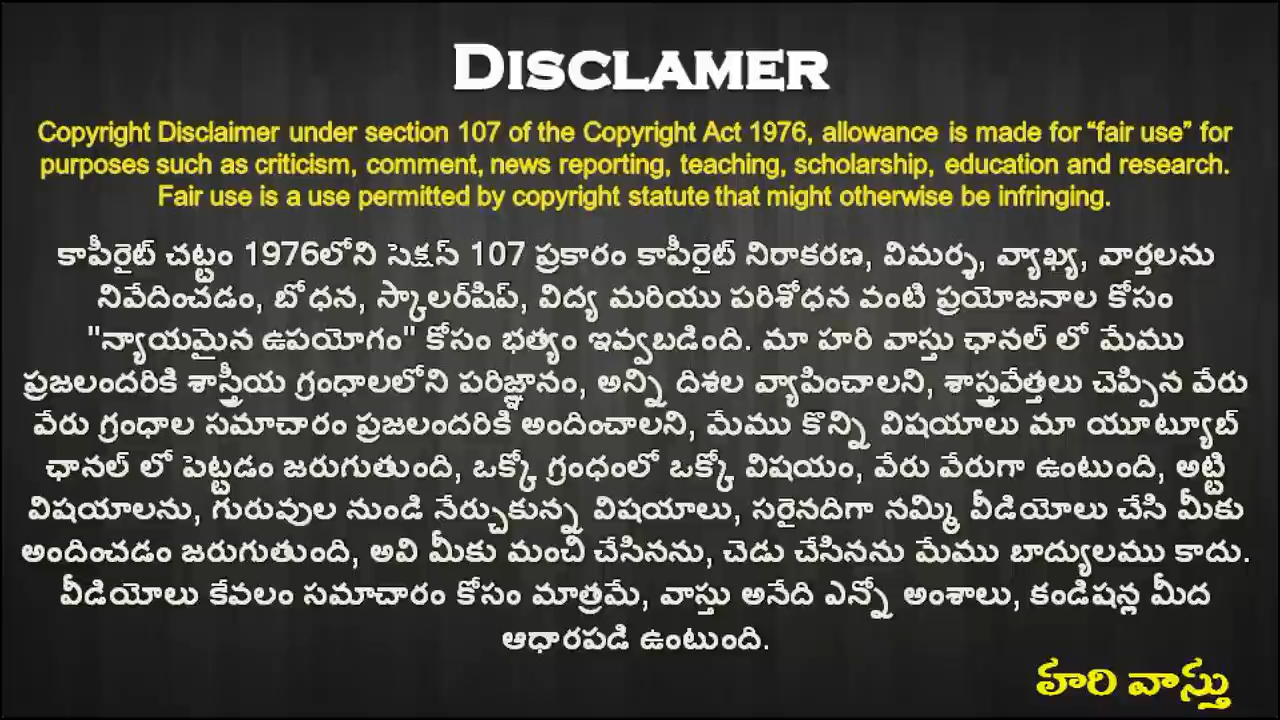 DISCLAMER
Copyright Disclaimer under section 107 of the Copyright Act 1976, allowance is made for “fair use” for
purposes such as criticism, comment, news reporting, teaching, scholarship, education and research.
Fair use is a use permitted by copyright statute that might otherwise be infringing.
కాపీరైట్ చట్టం 1976లోని సెక్షన్ 107 ప్రకారం కాపీరైట్ నిరాకరణ, విమర్శ, వ్యాఖ్య, వార్తలను
నివేదించడం, బోధన, స్కాలర్‌షిప్, విద్య మరియు పరిశోధన వంటి ప్రయోజనాల కోసం
"న్యాయమైన ఉపయోగం" కోసం భత్యం ఇవ్వబడింది. మా హరి వాస్తు ఛానల్ లో మేము
ప్రజలందరికి శాస్త్రీయ గ్రంధాలలోని పరిజ్ఞానం, అన్ని దిశల వ్యాపించాలని, శాస్త్రవేత్తలు చెప్పిన వేరు
వేరు గ్రంధాల సమాచారం ప్రజలందరికి అందించాలని, మేము కొన్ని విషయాలు మా యూట్యూబ్
ఛానల్ లో పెట్టడం జరుగుతుంది, ఒక్కో గ్రంధంలో ఒక్కో విషయం, వేరు వేరుగా ఉంటుంది, అట్టి
విషయాలను, గురువుల నుండి నేర్చుకున్న విషయాలు, సరైనదిగా నమ్మి వీడియోలు చేసి మీకు
అందించడం జరుగుతుంది, అవి మీకు మంచి చేసినను, చెడు చేసినను మేము బాద్యులము కాదు.
వీడియోలు కేవలం సమాచారం కోసం మాత్రమే, వాస్తు అనేది ఎన్నో అంశాలు, కండిషన్ల మీద
ఆధారపడి ఉంటుంది.
హరి వాస్తు